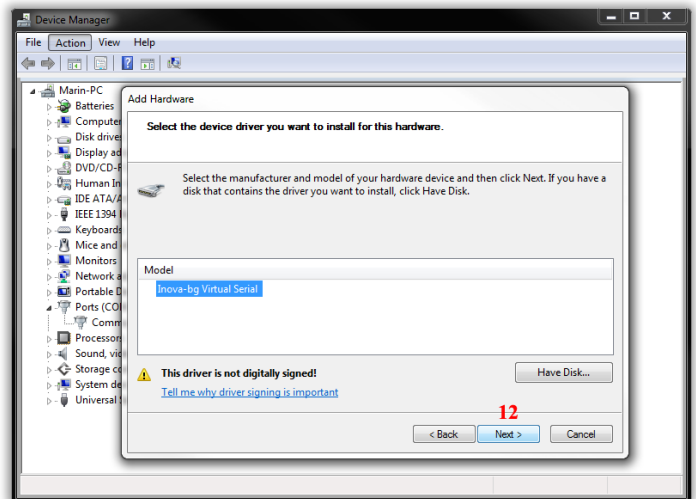 Device Manager
File Action View Help
Marin-PC
Add Hardware
Batteries
Computer
Select the device driver you want to install for this hardware.
Disk drive
Display ad
DVD/CD-R
Select the manufacturer and model of your hardware device and then click Next. If you have a
Human In
disk that contains the driver you want to install, click Have Disk.
IDE ATA/A
IEEE 1394
Keyboards
Mice and
Monitors
Model
Network a
Inova-bg Virtual Serial
Portable D
Ports (COM
Comm
Processors
Sound, vid
This driver is not digitally signed!
Have Disk...
Storage co
Tell me why driver signing is important
System de
Universal
12
< Back Next > Cancel